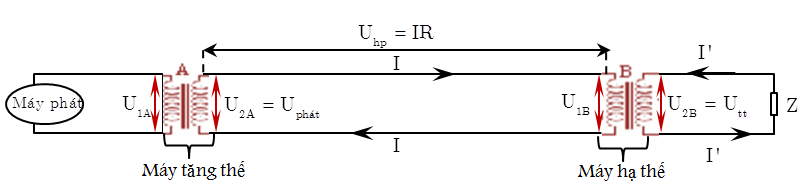 U_hp = IR
A
I
B
I'
Máy phát
U_1A
U_2A = U_phát
U_1B
U_2B = U_tt
Z
I
I'
Máy tăng thế
Máy hạ thế